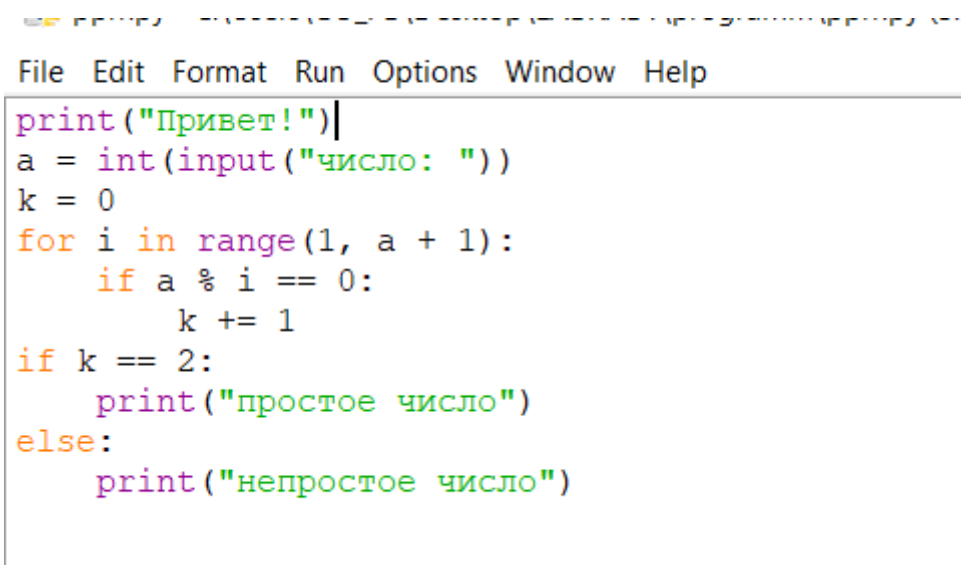 File Edit Format Run Options Window Help
print("Привет!")
a = int(input("число: "))
k = 0
for i in range(1, a + 1):
    if a % i == 0:
        k += 1
if k == 2:
    print("простое число")
else:
    print("непростое число")